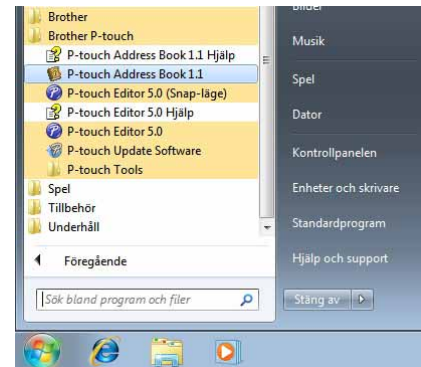 Brother
Brother P-touch
P-touch Address Book 1.1 Hjälp
P-touch Address Book 1.1
P-touch Editor 5.0 (Snap-läge)
P-touch Editor 5.0 Hjälp
P-touch Editor 5.0
P-touch Update Software
P-touch Tools
Spel
Tillbehör
Underhåll
Föregående
Sök bland program och filer
Musik
Spel
Dator
Kontrollpanelen
Enheter och skrivare
Standardprogram
Hjälp och support
Stäng av